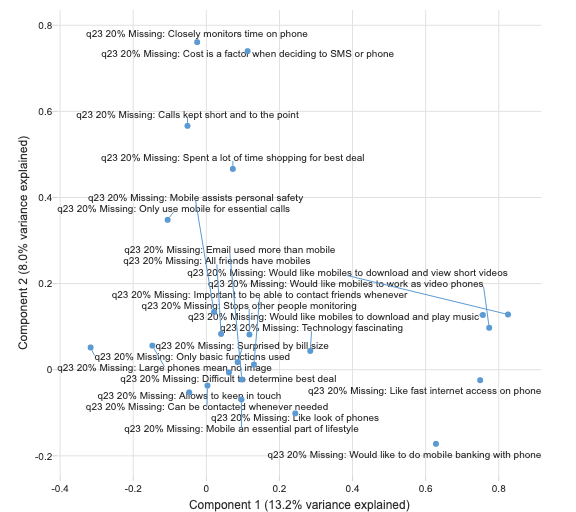 0.8
q23 20% Missing: Closely monitors time on phone
q23 20% Missing: Cost is a factor when deciding to SMS or phone
0.6
q23 20% Missing: Calls kept short and to the point
q23 20% Missing: Spent a lot of time shopping for best deal
0.4
q23 20% Missing: Mobile assists personal safety
q23 20% Missing: Only use mobile for essential calls
q23 20% Missing: Email used more than mobile
q23 20% Missing: All friends have mobiles
q23 20% Missing: Would like mobiles to download and view short videos
q23 20% Missing: Would like mobiles to work as video phones
0.2
q23 20% Missing: Important to be able to contact friends whenever
q23 20% Missing: Stops other people monitoring
q23 20% Missing: Would like mobiles to download and play music
q23 20% Missing: Technology fascinating
q23 20% Missing: Surprised by bill size
q23 20% Missing: Only basic functions used
0
q23 20% Missing: Large phones mean no image
q23 20% Missing: Difficult to determine best deal
q23 20% Missing: Like fast internet access on phone
q23 20% Missing: Allows to keep in touch
q23 20% Missing: Can be contacted whenever needed
q23 20% Missing: Like look of phones
q23 20% Missing: Mobile an essential part of lifestyle
-0.2
q23 20% Missing: Would like to do mobile banking with phone
-0.4
-0.2
0
0.2
0.4
0.6
0.8
Component 1 (13.2% variance explained)
Component 2 (8.0% variance explained)